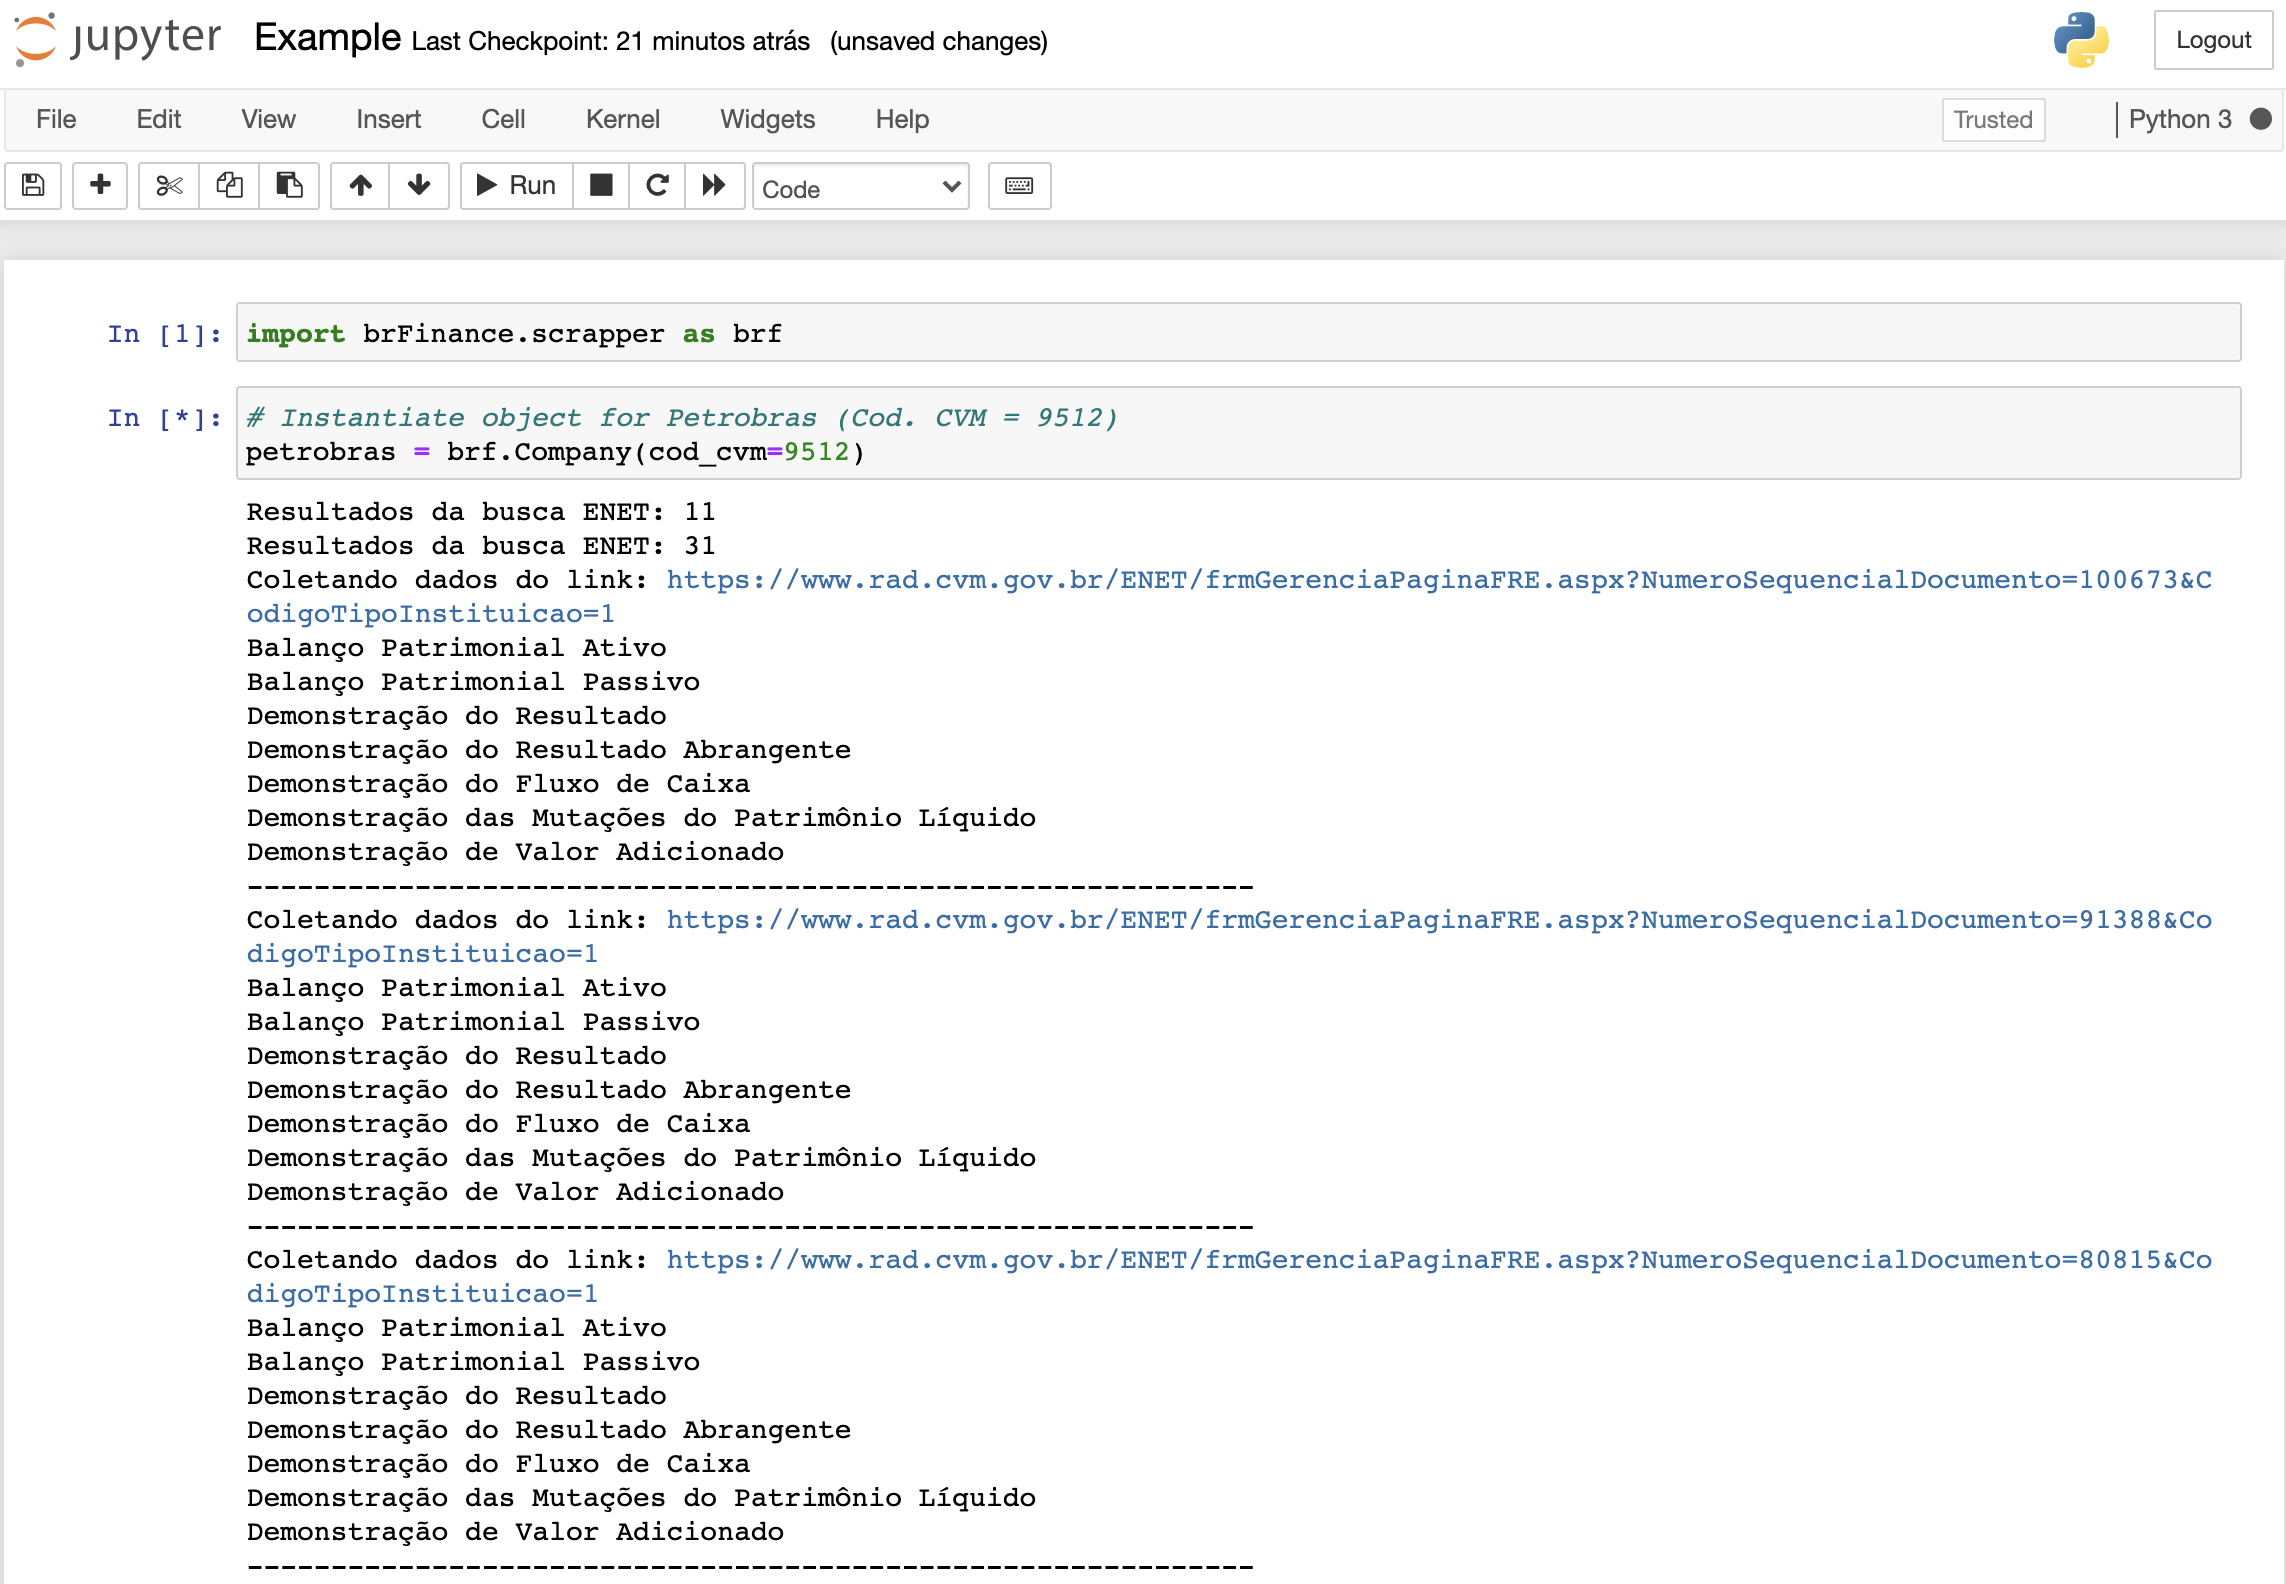 jupyter Example Last Checkpoint: 21 minutos atrás (unsaved changes) Logout
File Edit View Insert Cell Kernel Widgets Help Trusted Python 3
Run Code
In [1]: import brFinance.scrapper as brf
In [*]: # Instantiate object for Petrobras (Cod. CVM = 9512)
petrobras = brf.Company(cod_cvm=9512)
Resultados da busca ENET: 11
Resultados da busca ENET: 31
Coletando dados do link: https://www.rad.cvm.gov.br/ENET/frmGerenciaPaginaFRE.aspx?NumeroSequencialDocumento=100673&C
odigoTipoInstituicao=1
Balanço Patrimonial Ativo
Balanço Patrimonial Passivo
Demonstração do Resultado
Demonstração do Resultado Abrangente
Demonstração do Fluxo de Caixa
Demonstração das Mutações do Patrimônio Líquido
Demonstração de Valor Adicionado
------------------------------------------------------------
Coletando dados do link: https://www.rad.cvm.gov.br/ENET/frmGerenciaPaginaFRE.aspx?NumeroSequencialDocumento=91388&Co
digoTipoInstituicao=1
Balanço Patrimonial Ativo
Balanço Patrimonial Passivo
Demonstração do Resultado
Demonstração do Resultado Abrangente
Demonstração do Fluxo de Caixa
Demonstração das Mutações do Patrimônio Líquido
Demonstração de Valor Adicionado
------------------------------------------------------------
Coletando dados do link: https://www.rad.cvm.gov.br/ENET/frmGerenciaPaginaFRE.aspx?NumeroSequencialDocumento=80815&Co
digoTipoInstituicao=1
Balanço Patrimonial Ativo
Balanço Patrimonial Passivo
Demonstração do Resultado
Demonstração do Resultado Abrangente
Demonstração do Fluxo de Caixa
Demonstração das Mutações do Patrimônio Líquido
Demonstração de Valor Adicionado
------------------------------------------------------------